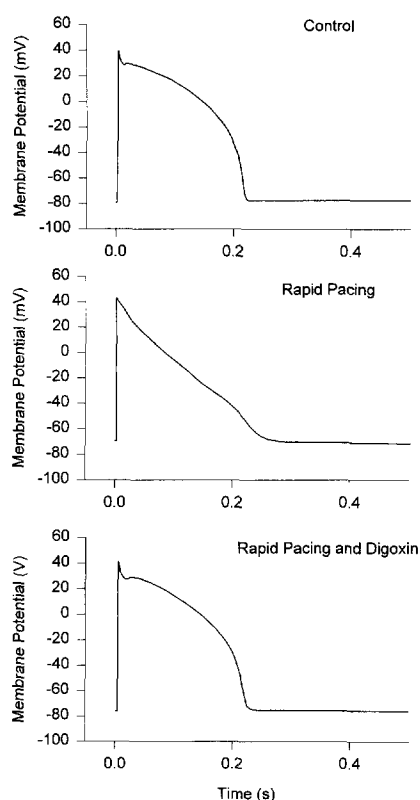 Control
Membrane Potential (mV)
60
40
20
0
-20
-40
-60
-80
-100
0.0 0.2 0.4
Rapid Pacing
Membrane Potential (mV)
60
40
20
0
-20
-40
-60
-80
-100
0.0 0.2 0.4
Rapid Pacing and Digoxin
Membrane Potential (V)
60
40
20
0
-20
-40
-60
-80
-100
0.0 0.2 0.4
Time (s)